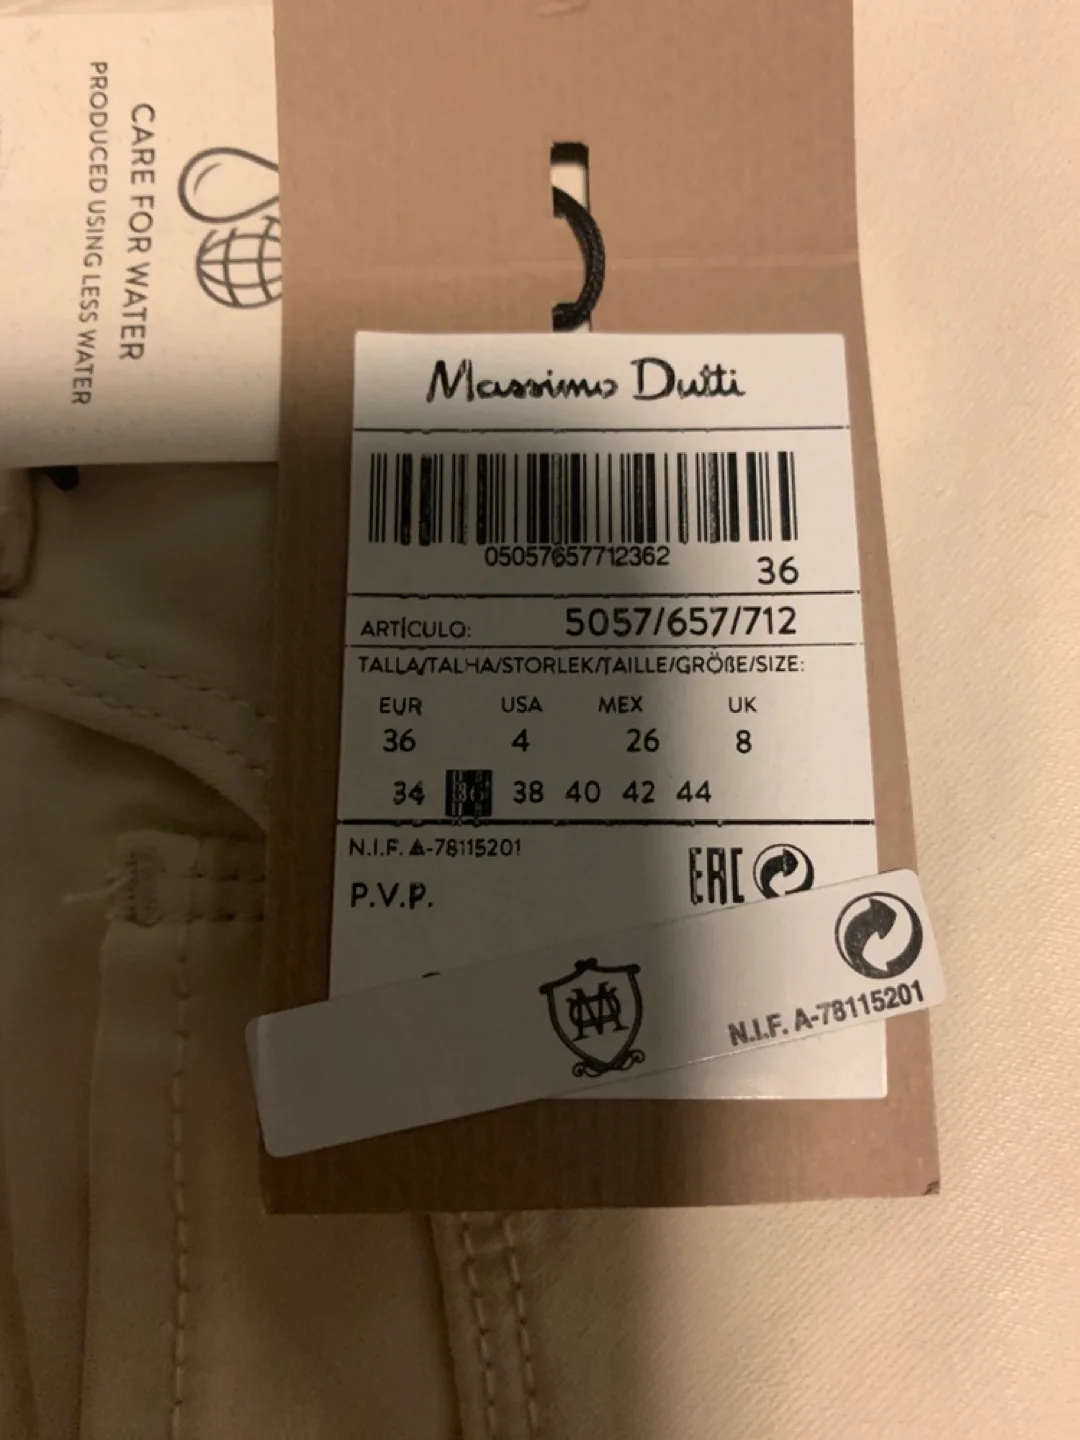 CARE FOR WATER
PRODUCED USING LESS WATER
Massimo Dutti
05057657712362
36
ARTÍCULO: 5057/657/712
TALLA/TALHA/STORLEK/TAILLE/GRÖßE/SIZE:
EUR USA MEX UK
36 4 26 8
34 36 38 40 42 44
N.I.F. A-78115201
P.V.P.
EAC
M
N.I.F. A-78115201